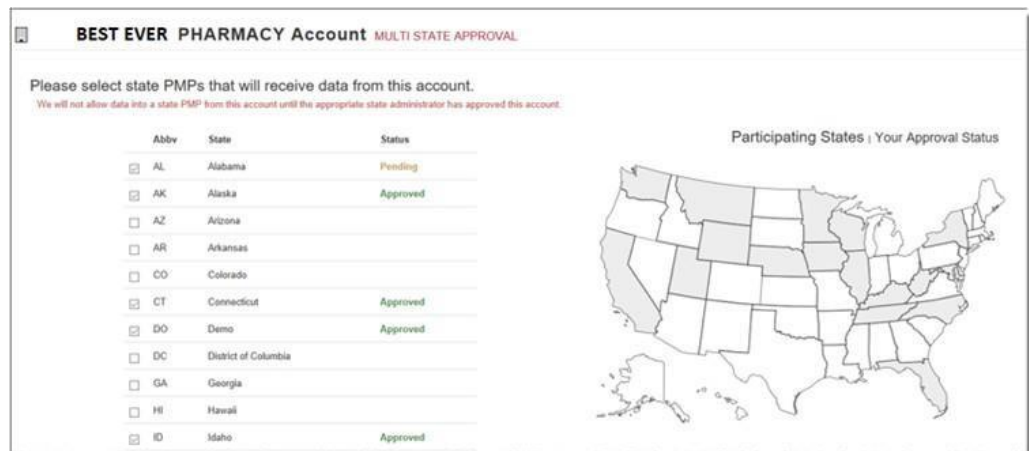 BEST EVER PHARMACY Account MULTI STATE APPROVAL
Please select state PMPs that will receive data from this account.
We will not allow data into a state PMP from this account until the appropriate state administrator has approved this account.
Abbv State Status
AL Alabama Pending
AK Alaska Approved
AZ Arizona
AR Arkansas
CO Colorado
CT Connecticut Approved
DO Demo Approved
DC District of Columbia
GA Georgia
HI Hawaii
ID Idaho Approved
Participating States | Your Approval Status